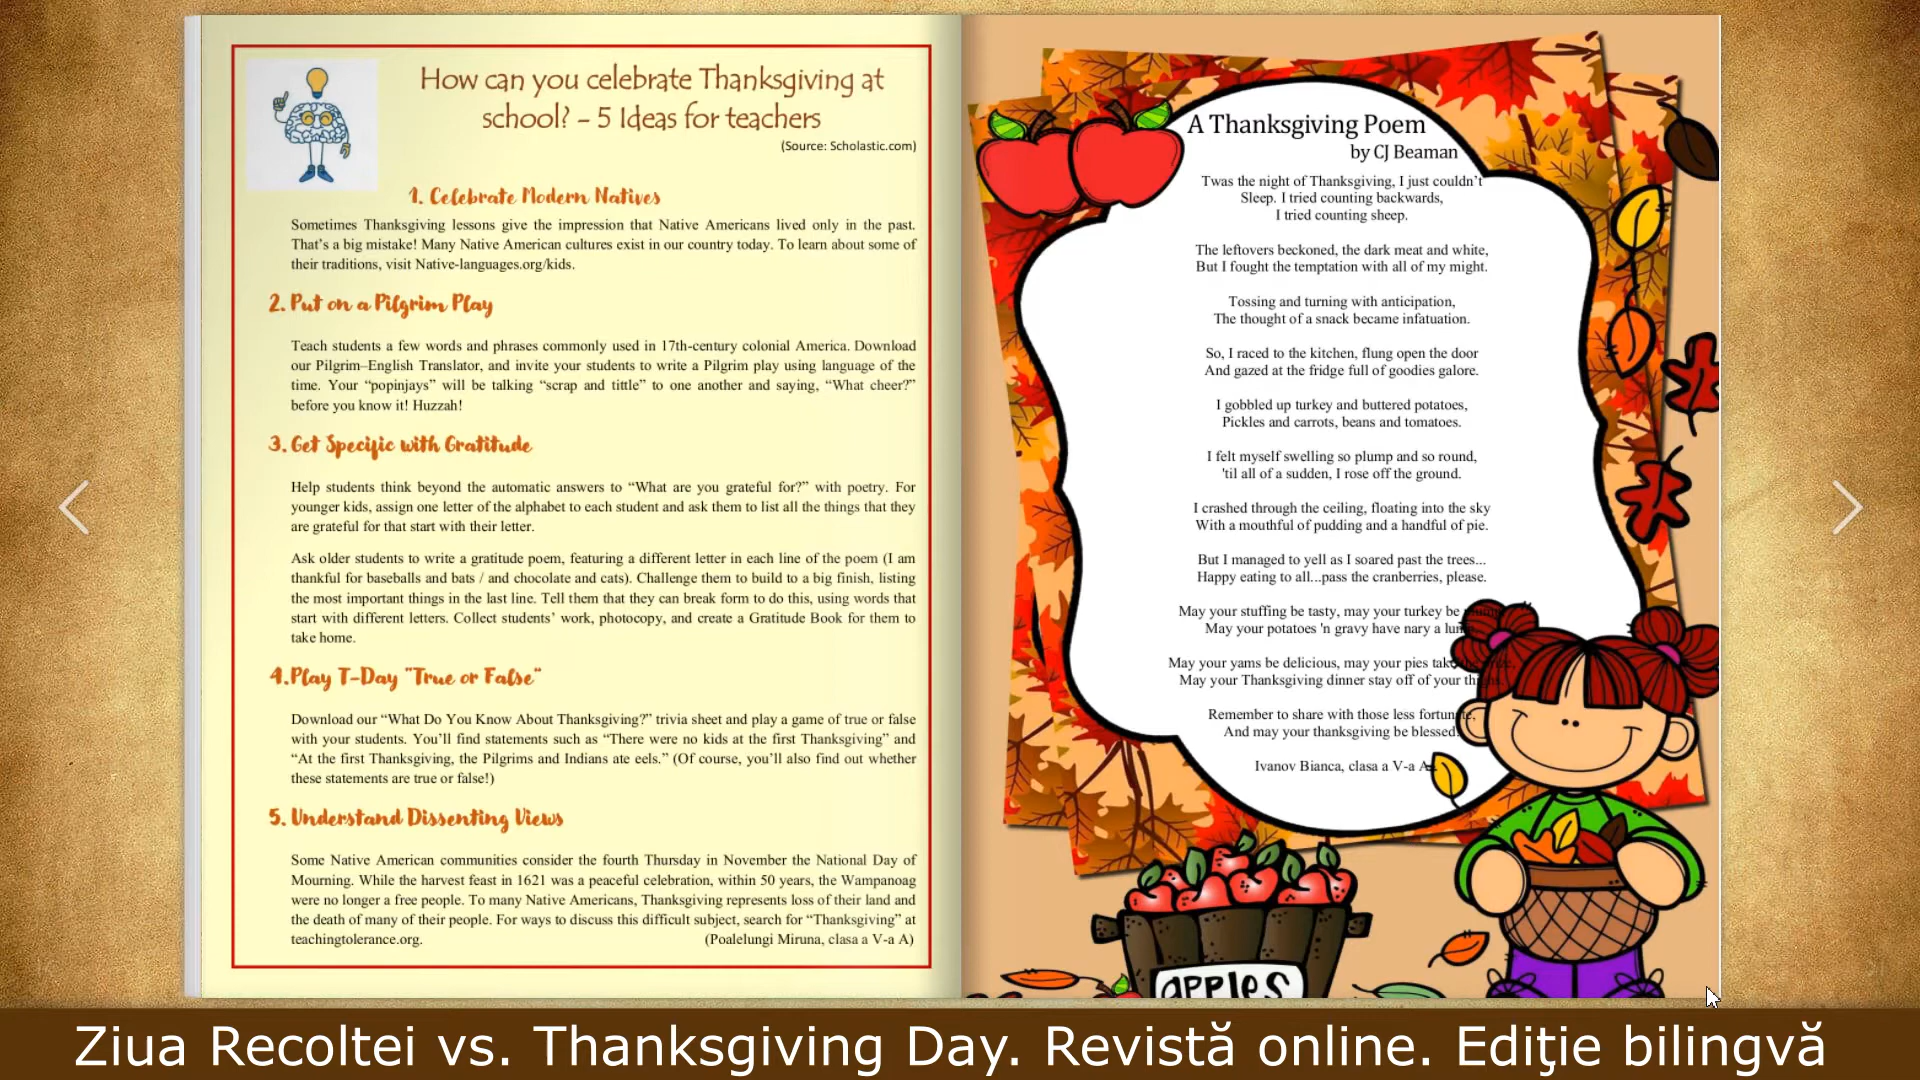 How can you celebrate Thanksgiving at
school? - 5 Ideas for teachers
(Source: Scholastic.com)
1. Celebrate Modern Natives
Sometimes Thanksgiving lessons give the impression that Native Americans lived only in the past.
That's a big mistake! Many Native American cultures exist in our country today. To learn about some of
their traditions, visit Native-languages.org/kids.
2. Put on a Pilgrim Play
Teach students a few words and phrases commonly used in 17th-century colonial America. Download
our Pilgrim–English Translator, and invite your students to write a Pilgrim play using language of the
time. Your “popinjays” will be talking “scrap and tittle” to one another and saying, “What cheer?”
before you know it! Huzzah!
3. Get Specific with Gratitude
Help students think beyond the automatic answers to “What are you grateful for?” with poetry. For
younger kids, assign one letter of the alphabet to each student and ask them to list all the things that they
are grateful for that start with their letter.
Ask older students to write a gratitude poem, featuring a different letter in each line of the poem (I am
thankful for baseballs and bats / and chocolate and cats). Challenge them to build to a big finish, listing
the most important things in the last line. Tell them that they can break form to do this, using words that
start with different letters. Collect students’ work, photocopy, and create a Gratitude Book for them to
take home.
4.Play T-Day "True or False"
Download our “What Do You Know About Thanksgiving?” trivia sheet and play a game of true or false
with your students. You’ll find statements such as “There were no kids at the first Thanksgiving” and
“At the first Thanksgiving, the Pilgrims and Indians ate eels.” (Of course, you’ll also find out whether
these statements are true or false!)
5. Understand Dissenting Views
Some Native American communities consider the fourth Thursday in November the National Day of
Mourning. While the harvest feast in 1621 was a peaceful celebration, within 50 years, the Wampanoag
were no longer a free people. To many Native Americans, Thanksgiving represents loss of their land and
the death of many of their people. For ways to discuss this difficult subject, search for “Thanksgiving” at
teachingtolerance.org. (Poalelungi Miruna, clasa a V-a A)
A Thanksgiving Poem
by CJ Beaman
Twas the night of Thanksgiving, I just couldn’t
Sleep. I tried counting backwards,
I tried counting sheep.
The leftovers beckoned, the dark meat and white,
But I fought the temptation with all of my might.
Tossing and turning with anticipation,
The thought of a snack became infatuation.
So, I raced to the kitchen, flung open the door
And gazed at the fridge full of goodies galore.
I gobbled up turkey and buttered potatoes,
Pickles and carrots, beans and tomatoes.
I felt myself swelling so plump and so round,
'til all of a sudden, I rose off the ground.
I crashed through the ceiling, floating into the sky
With a mouthful of pudding and a handful of pie.
But I managed to yell as I soared past the trees...
Happy eating to all...pass the cranberries, please.
May your stuffing be tasty, may your turkey be
May your potatoes 'n gravy have nary a
May your yams be delicious, may your pies take
May your Thanksgiving dinner stay off of your
Remember to share with those less fortunate,
And may your thanksgiving be blessed.
Ivanov Bianca, clasa a V-a A
apples
Ziua Recoltei vs. Thanksgiving Day. Revistă online. Ediţie bilingvă